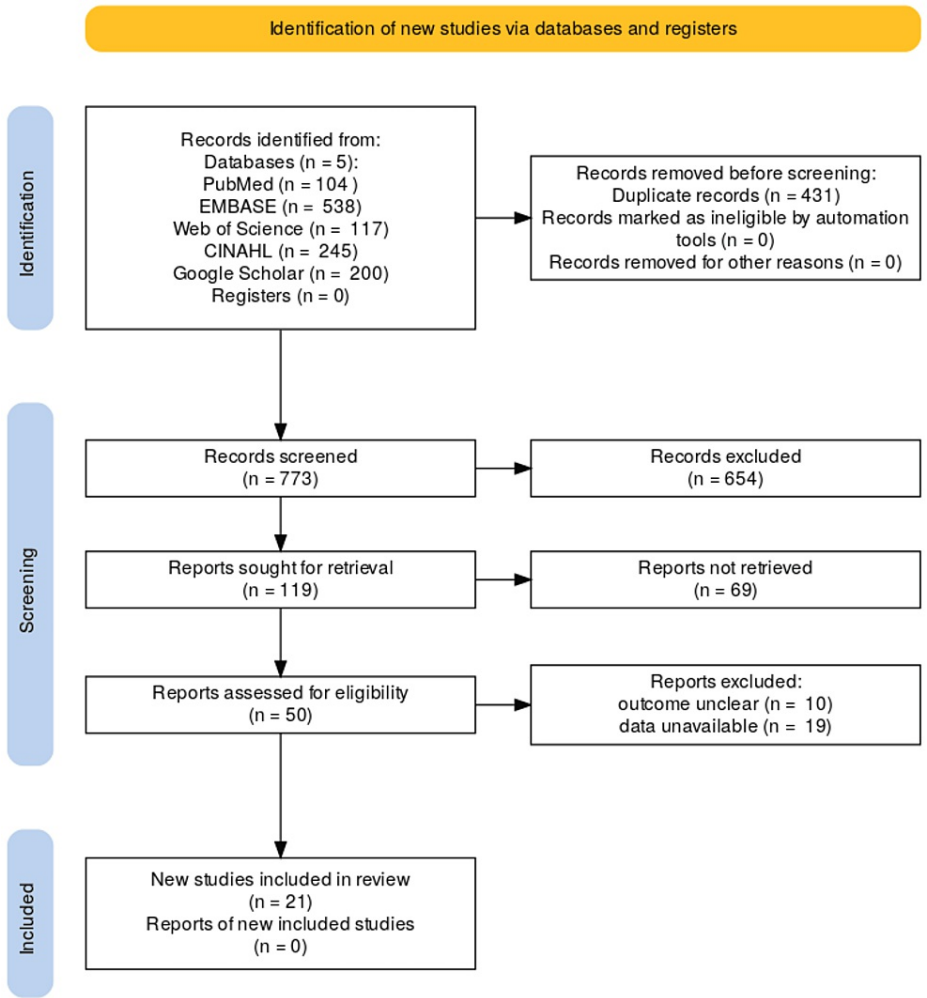 Identification of new studies via databases and registers
Identification
Records identified from:
Databases (n = 5):
PubMed (n = 104 )
EMBASE (n = 538)
Web of Science (n = 117)
CINAHL (n = 245)
Google Scholar (n = 200)
Registers (n = 0)
Records removed before screening:
Duplicate records (n = 431)
Records marked as ineligible by automation
tools (n = 0)
Records removed for other reasons (n = 0)
Screening
Records screened
(n = 773)
Records excluded
(n = 654)
Reports sought for retrieval
(n = 119)
Reports not retrieved
(n = 69)
Reports assessed for eligibility
(n = 50)
Reports excluded:
outcome unclear (n = 10)
data unavailable (n = 19)
Included
New studies included in review
(n = 21)
Reports of new included studies
(n = 0)